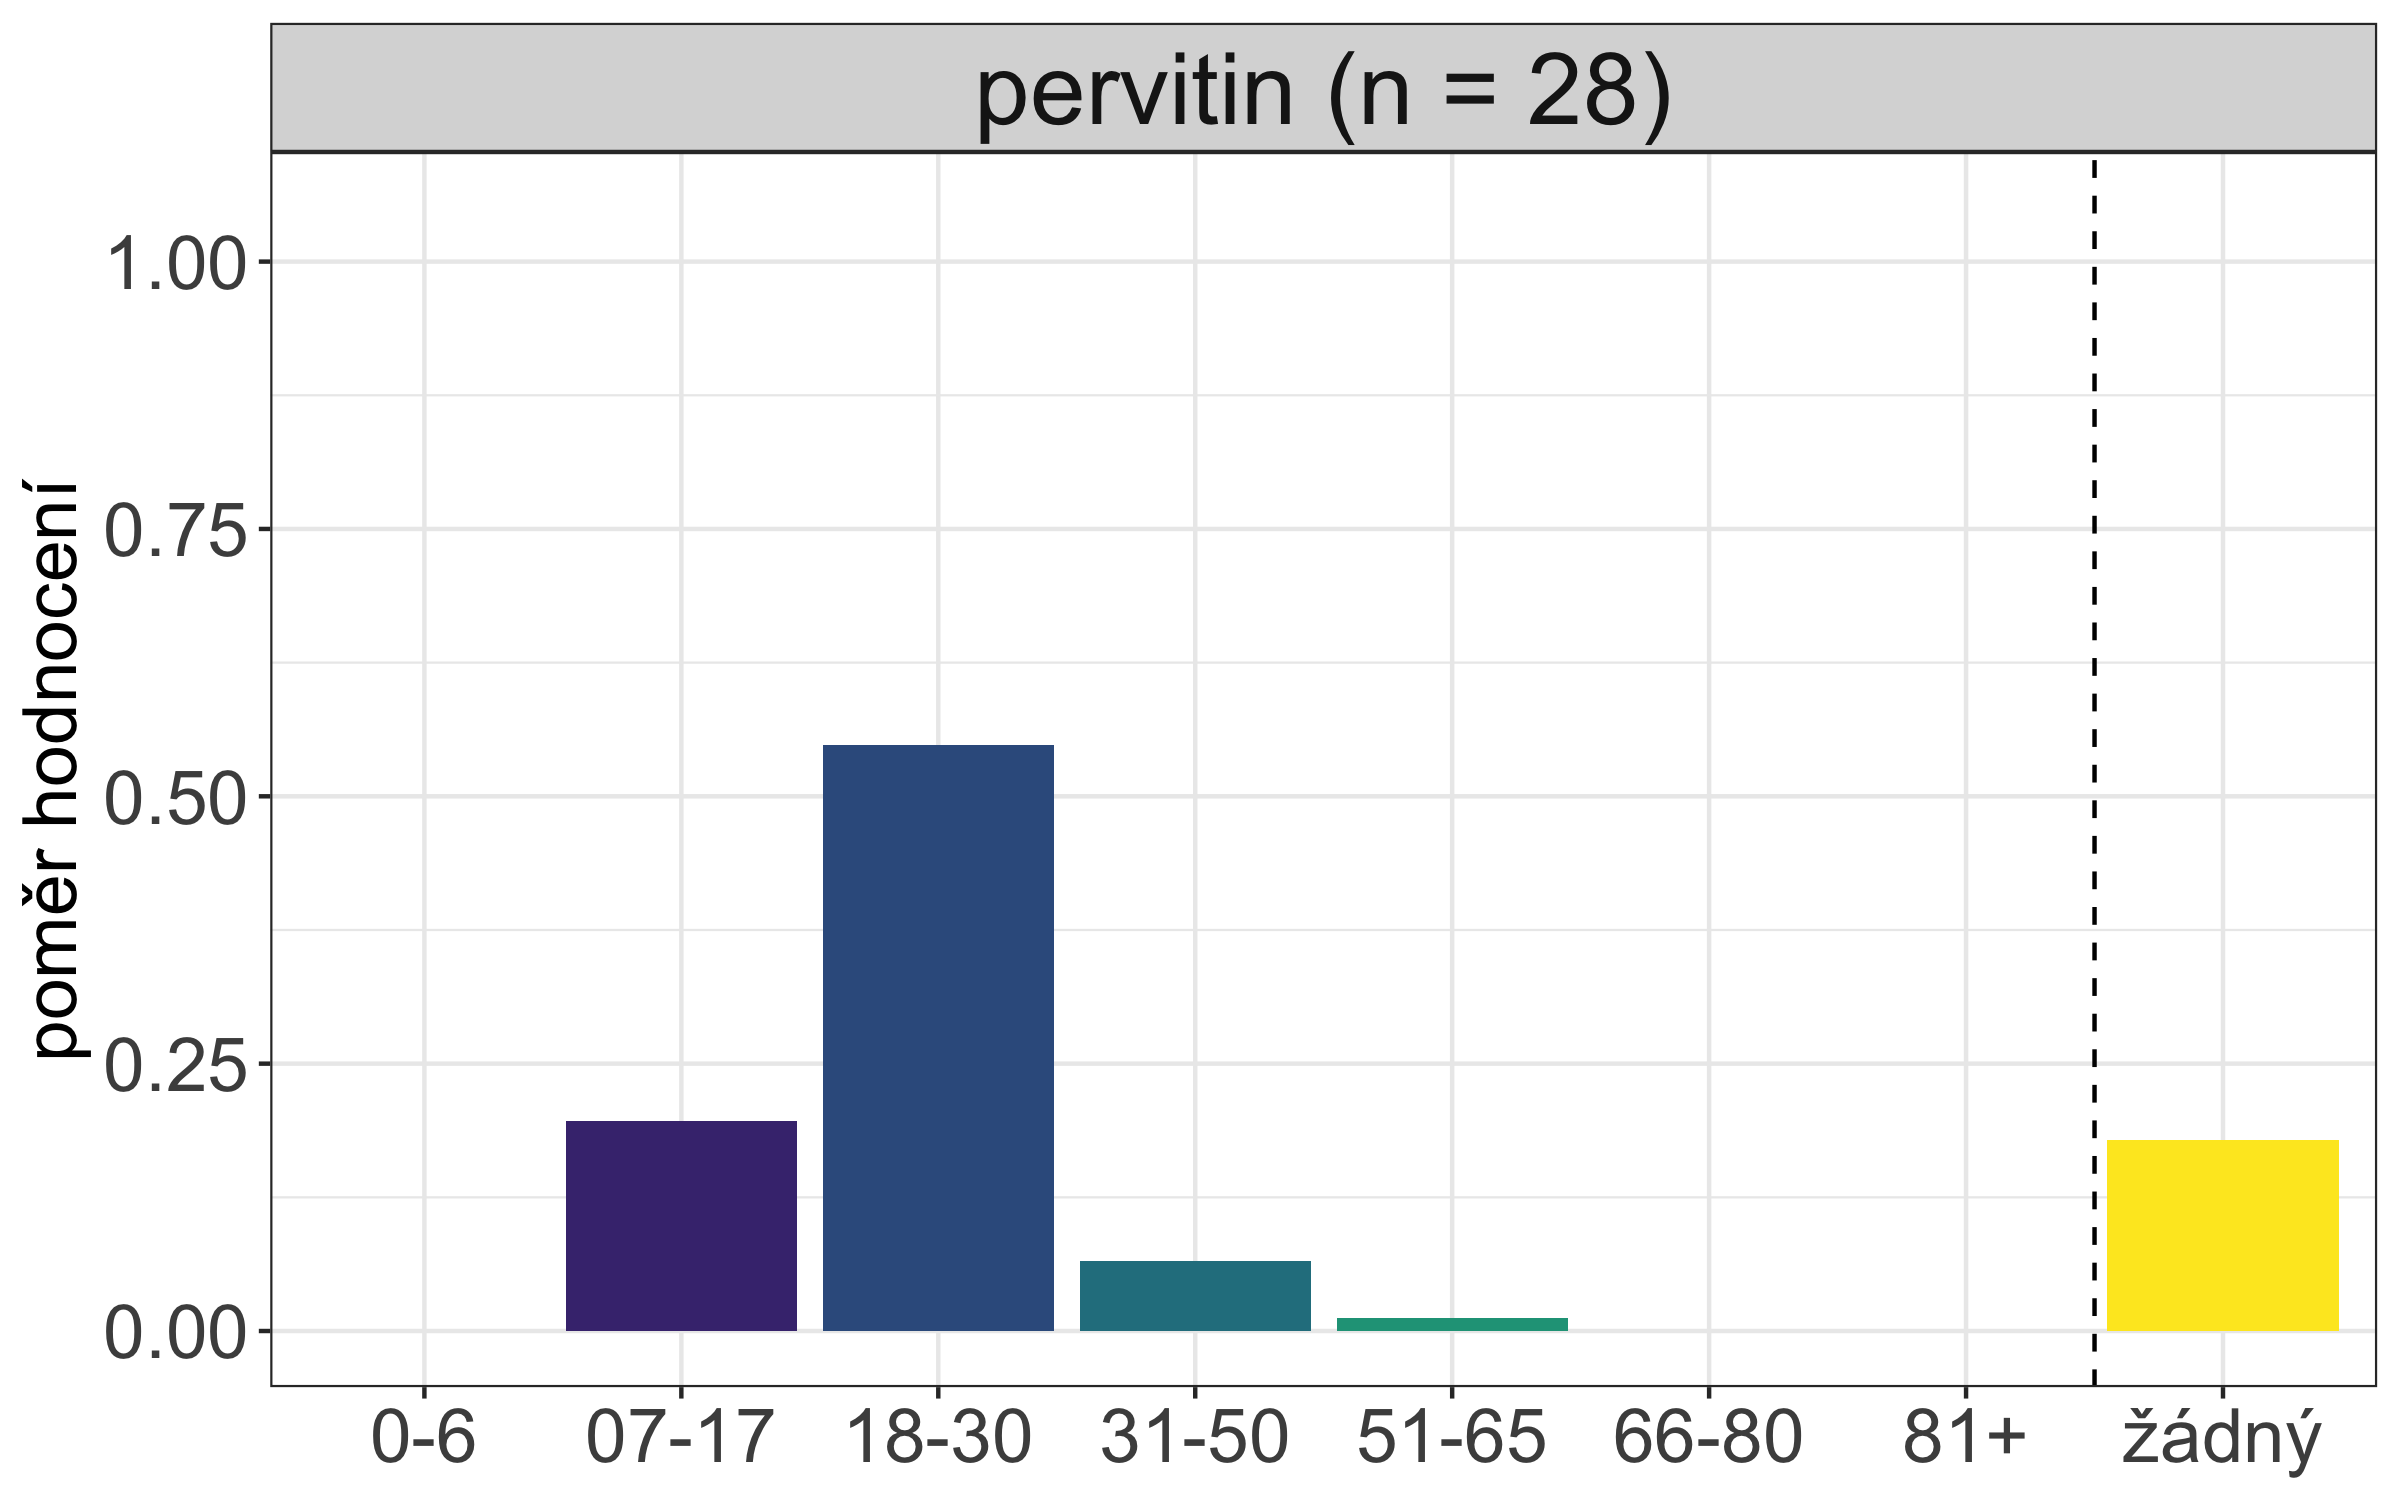 pervitin (n = 28)
poměr hodnocení
1.00
0.75
0.50
0.25
0.00
0-6 07-17 18-30 31-50 51-65 66-80 81+ žádný